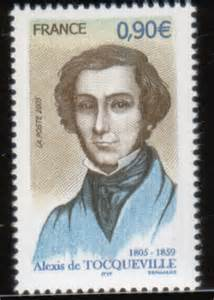 FRANCE 0,90€
LA POSTE 2005
1805 - 1859
Alexis de TOCQUEVILLE